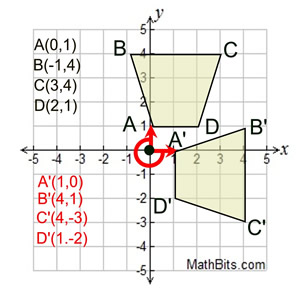 y
A(0,1)
B(-1,4)
C(3,4)
D(2,1)
B
C
A
D
A'
B'
D'
C'
5
4
3
2
1
-5 -4 -3 -2 -1 0 1 2 3 4 5 x
-1
-2
-3
-4
-5
A'(1,0)
B'(4,1)
C'(4,-3)
D'(1.-2)
MathBits.com